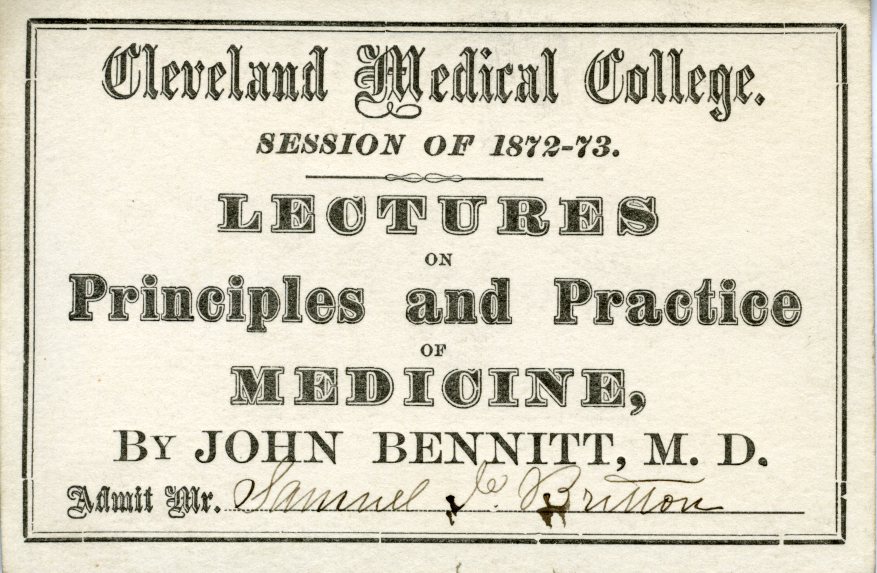 Cleveland Medical College.
SESSION OF 1872-73.
LECTURES
ON
Principles and Practice
OF
MEDICINE,
BY JOHN BENNITT, M. D.
Admit Mr. Samuel Britton